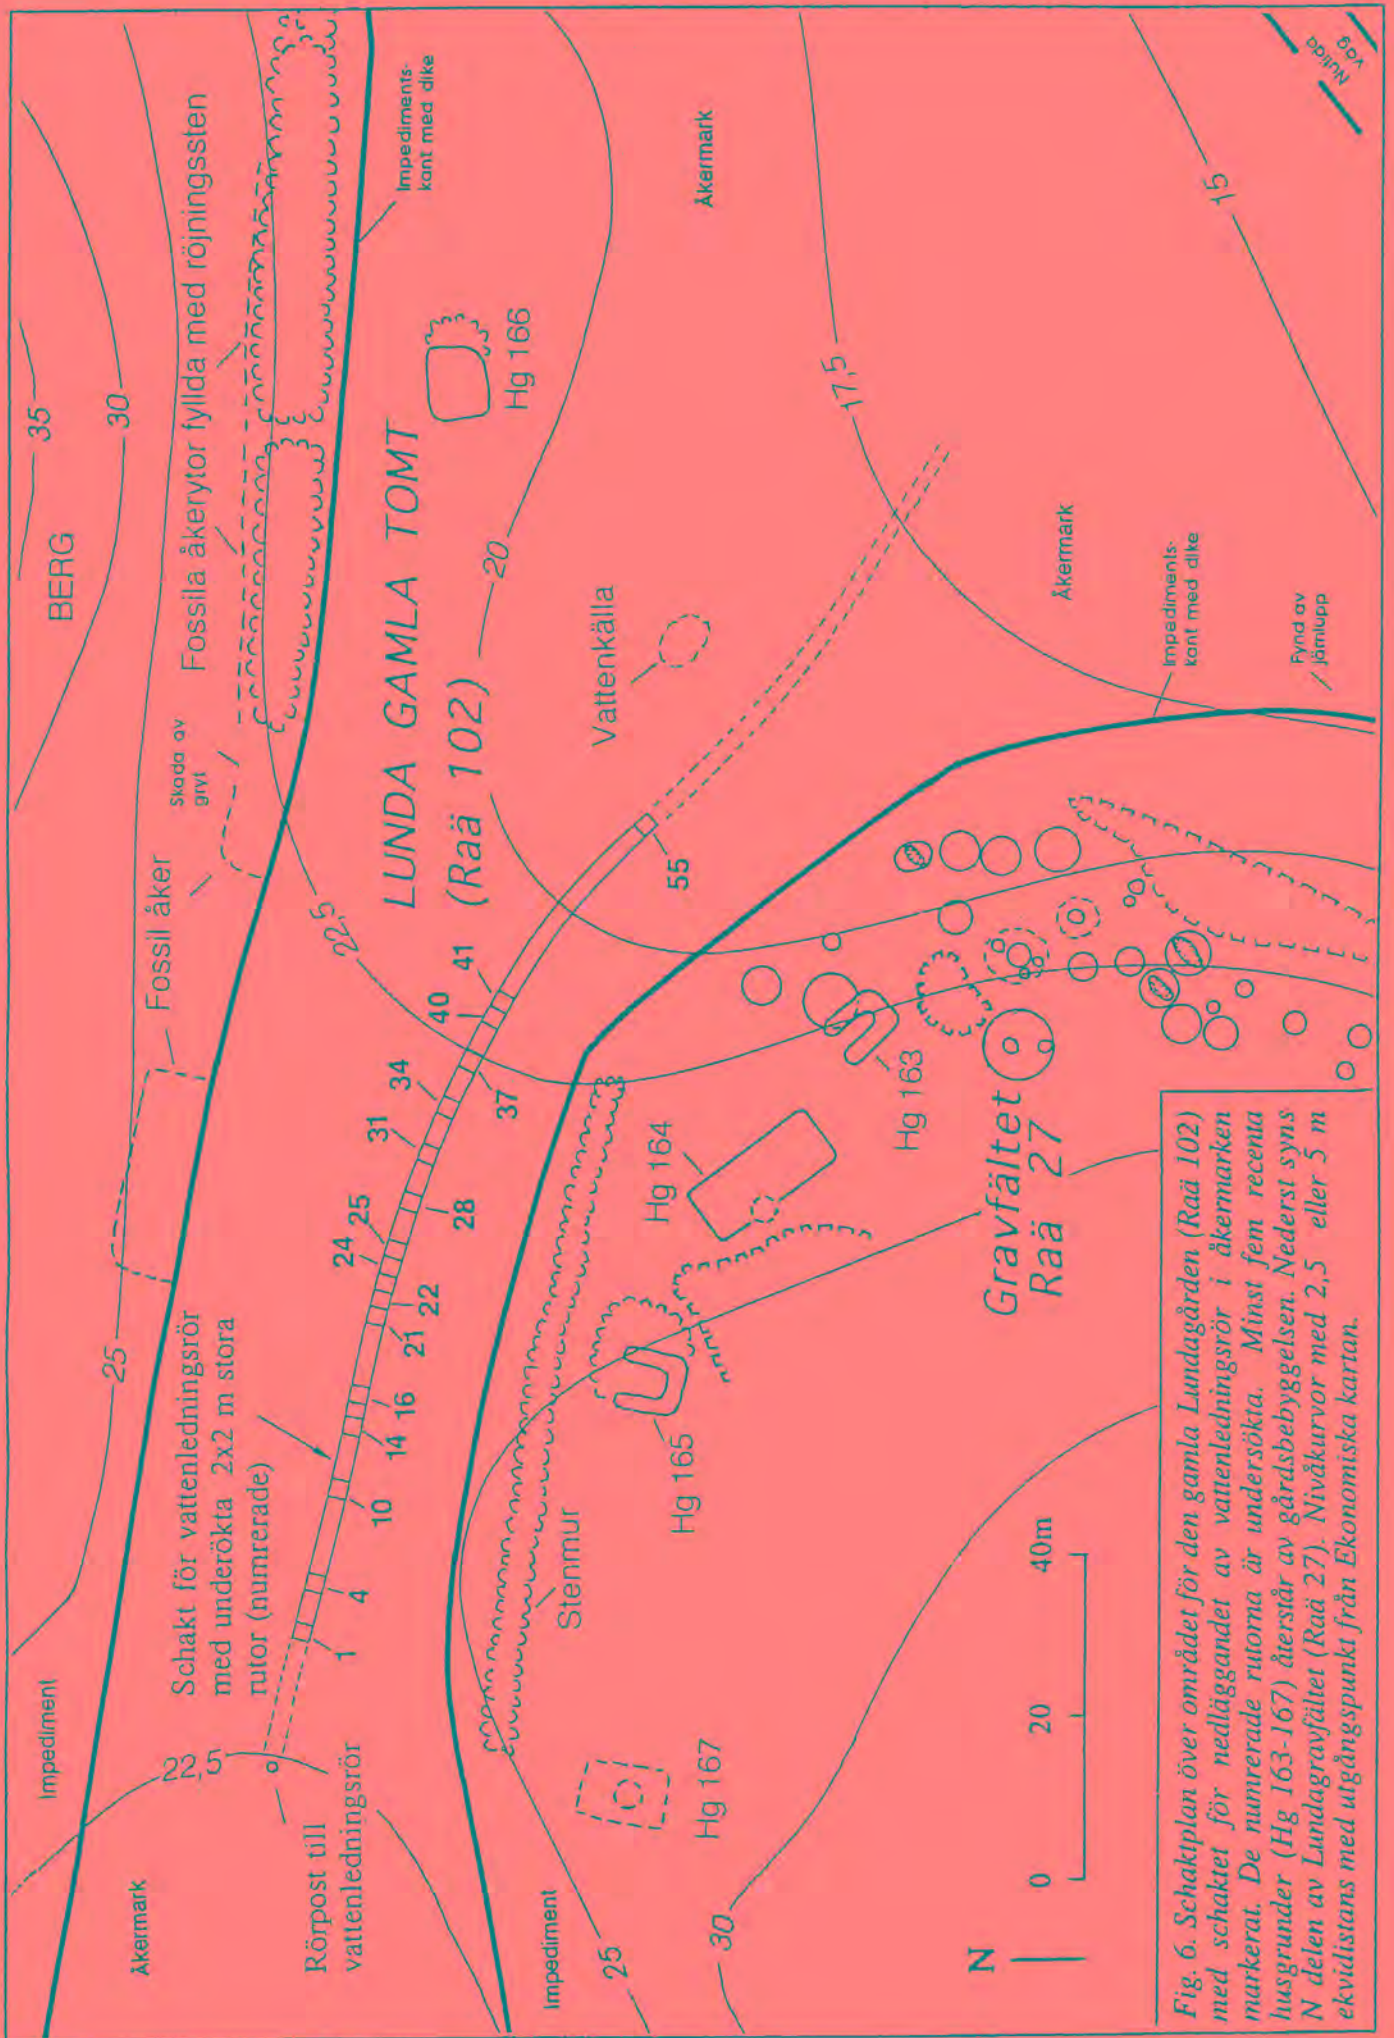 35
30
BERG
Fossila åkerytor fyllda med röjningssten
Impediments-
kant med dike
Åkermark
Nutida
väg
15
17,5
Hg 166
LUNDA GAMLA TOMT
(Raä 102)
20
Vattenkälla
Skada av
gryt
Fossil åker
22,5
Åkermark
Impediments-
kant med dike
Fynd av
järnlupp
55
41
40
37
34
31
28
25
24
22
21
16
14
10
4
1
25
Schakt för vattenledningsrör
med underökta 2x2 m stora
rutor (numrerade)
Impediment
22,5
Åkermark
Rörpost till
vattenledningsrör
Stenmur
Hg 163
Hg 164
Hg 165
Hg 167
Gravfältet
Raä 27
Impediment
25
30
N
0 20 40m
Fig. 6. Schaktplan över området för den gamla Lundagården (Raä 102)
med schaktet för nedläggandet av vattenledningsrör i åkermarken
markerat. De numrerade rutorna är undersökta. Minst fem recenta
husgrunder (Hg 163-167) återstår av gårdsbebyggelsen. Nederst syns
N delen av Lundagravfältet (Raä 27). Nivåkurvor med 2,5 eller 5 m
ekvidistans med utgångspunkt från Ekonomiska kartan.